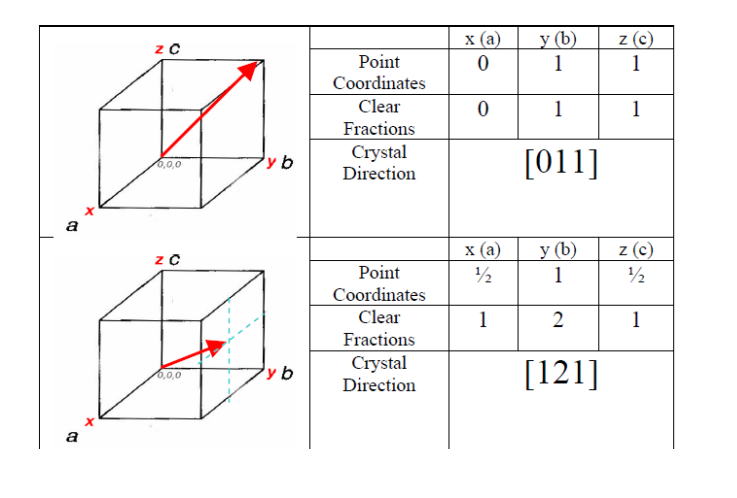 z c
0,0,0
y b
x
a
x (a) y (b) z (c)
Point Coordinates 0 1 1
Clear Fractions 0 1 1
Crystal Direction [011]
z c
0,0,0
y b
x
a
x (a) y (b) z (c)
Point Coordinates ½ 1 ½
Clear Fractions 1 2 1
Crystal Direction [121]